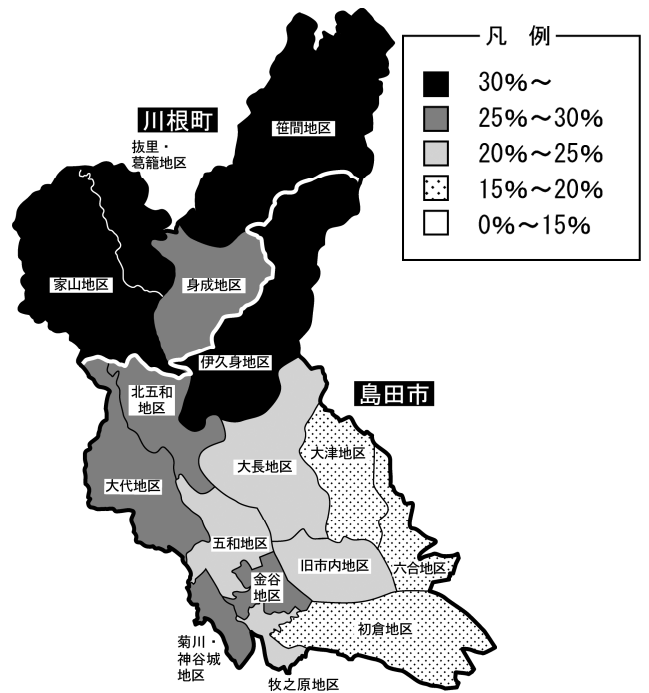 凡 例
30%～
25%～30%
20%～25%
15%～20%
0%～15%
川根町
笹間地区
抜里・
葛籠地区
家山地区
身成地区
伊久身地区
北五和
地区
島田市
大長地区
大津地区
大代地区
五和地区
旧市内地区
六合地区
金谷
地区
初倉地区
菊川・
神谷城
地区
牧之原地区